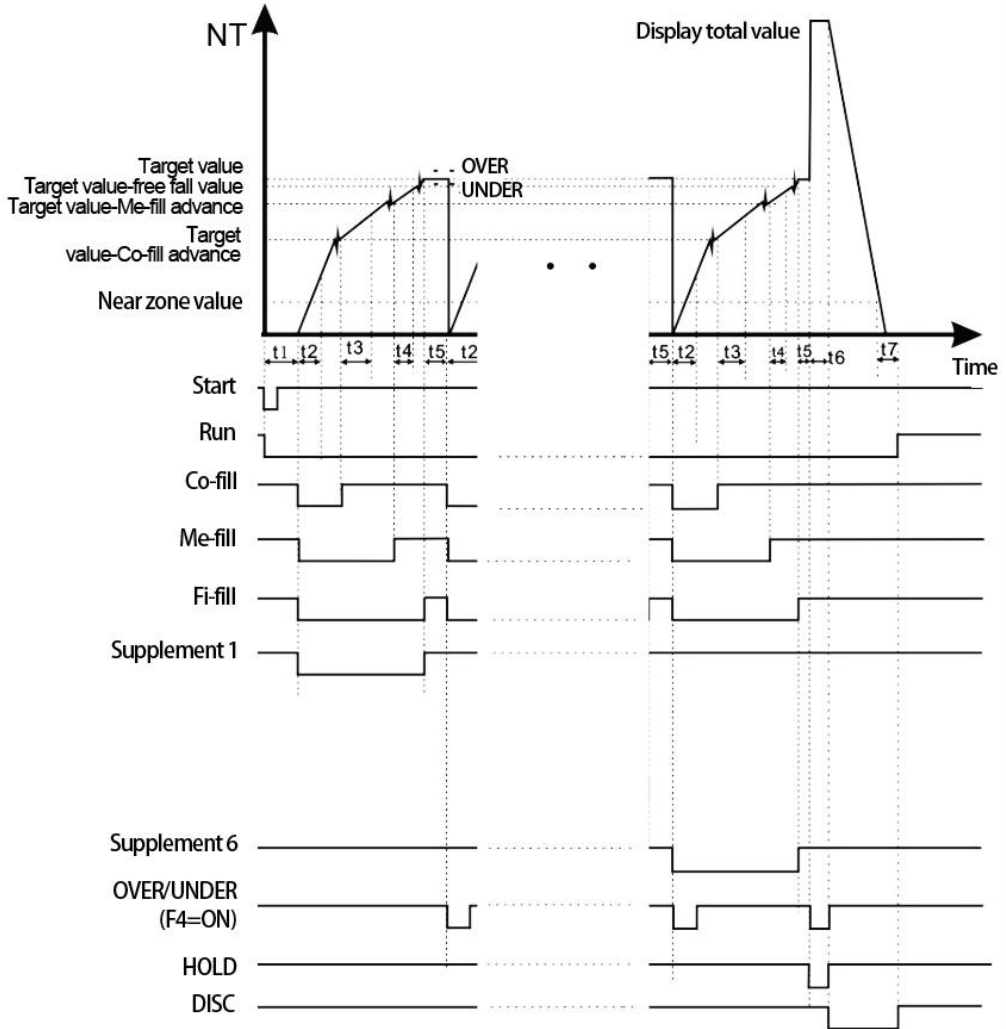 NT
Display total value
Target value
OVER
Target value-free fall value
UNDER
Target value-Me-fill advance
Target
value-Co-fill advance
Near zone value
t1 t2 t3 t4 t5 t2 t5 t2 t3 t4 t5 t6 t7
Time
Start
Run
Co-fill
Me-fill
Fi-fill
Supplement 1
Supplement 6
OVER/UNDER
(F4=ON)
HOLD
DISC